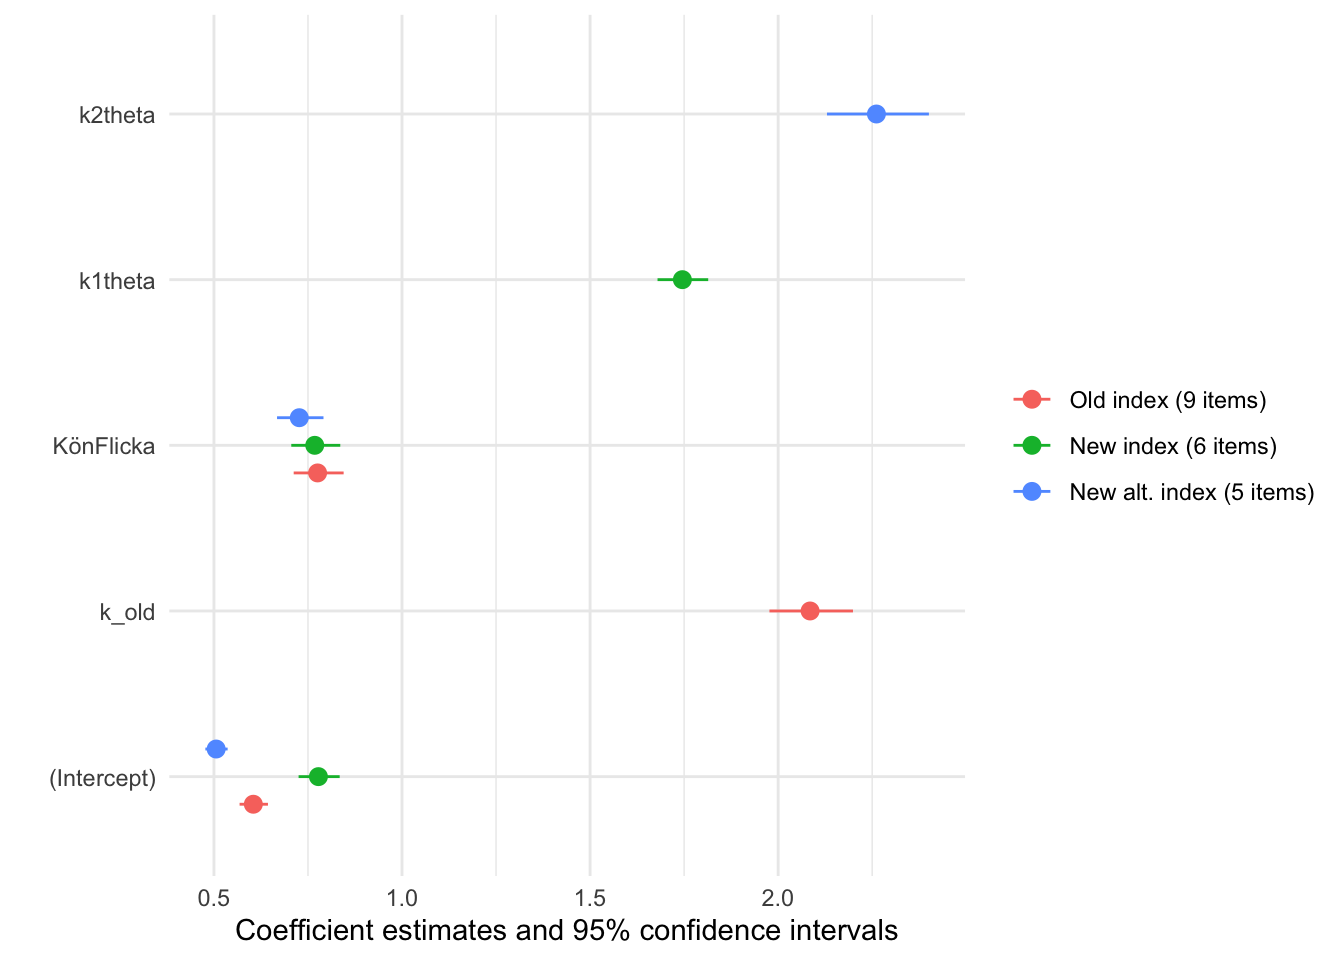 k2theta
k1theta
KönFlicka
k_old
(Intercept)
0.5 1.0 1.5 2.0
Coefficient estimates and 95% confidence intervals
Old index (9 items)
New index (6 items)
New alt. index (5 items)